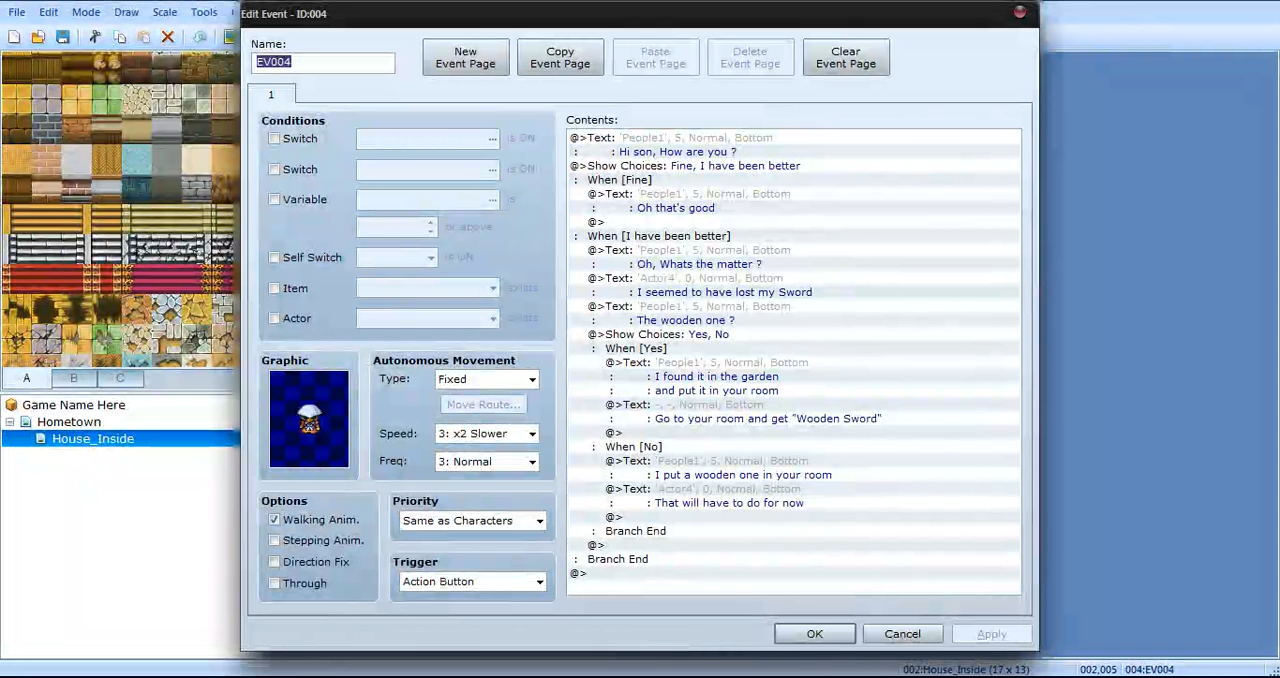 Edit Event - ID:004
File Edit Mode Draw Scale Tools
Name:
EV004
New Event Page
Copy Event Page
Paste Event Page
Delete Event Page
Clear Event Page
1
Conditions
Switch ... is ON
Switch ... is ON
Variable ... is
or above
Self Switch is ON
Item exists
Actor exists
Graphic
Autonomous Movement
Type: Fixed
Move Route...
Speed: 3: x2 Slower
Freq: 3: Normal
Options
Walking Anim.
Stepping Anim.
Direction Fix
Through
Priority
Same as Characters
Trigger
Action Button
Contents:
@>Text: 'People1', 5, Normal, Bottom
: : Hi son, How are you ?
@>Show Choices: Fine, I have been better
: When [Fine]
@>Text: 'People1', 5, Normal, Bottom
: : Oh that's good
@>
: When [I have been better]
@>Text: 'People1', 5, Normal, Bottom
: : Oh, Whats the matter ?
@>Text: 'Actor4', 0, Normal, Bottom
: : I seemed to have lost my Sword
@>Text: 'People1', 5, Normal, Bottom
: : The wooden one ?
@>Show Choices: Yes, No
: When [Yes]
@>Text: 'People1', 5, Normal, Bottom
: : I found it in the garden
: : and put it in your room
@>Text: -, -, Normal, Bottom
: : Go to your room and get "Wooden Sword"
@>
: When [No]
@>Text: 'People1', 5, Normal, Bottom
: : I put a wooden one in your room
@>Text: 'Actor4', 0, Normal, Bottom
: : That will have to do for now
@>
: Branch End
@>
: Branch End
@>
OK Cancel Apply
A B C
Game Name Here
Hometown
House_Inside
002:House_Inside (17 x 13) 002,005 004:EV004